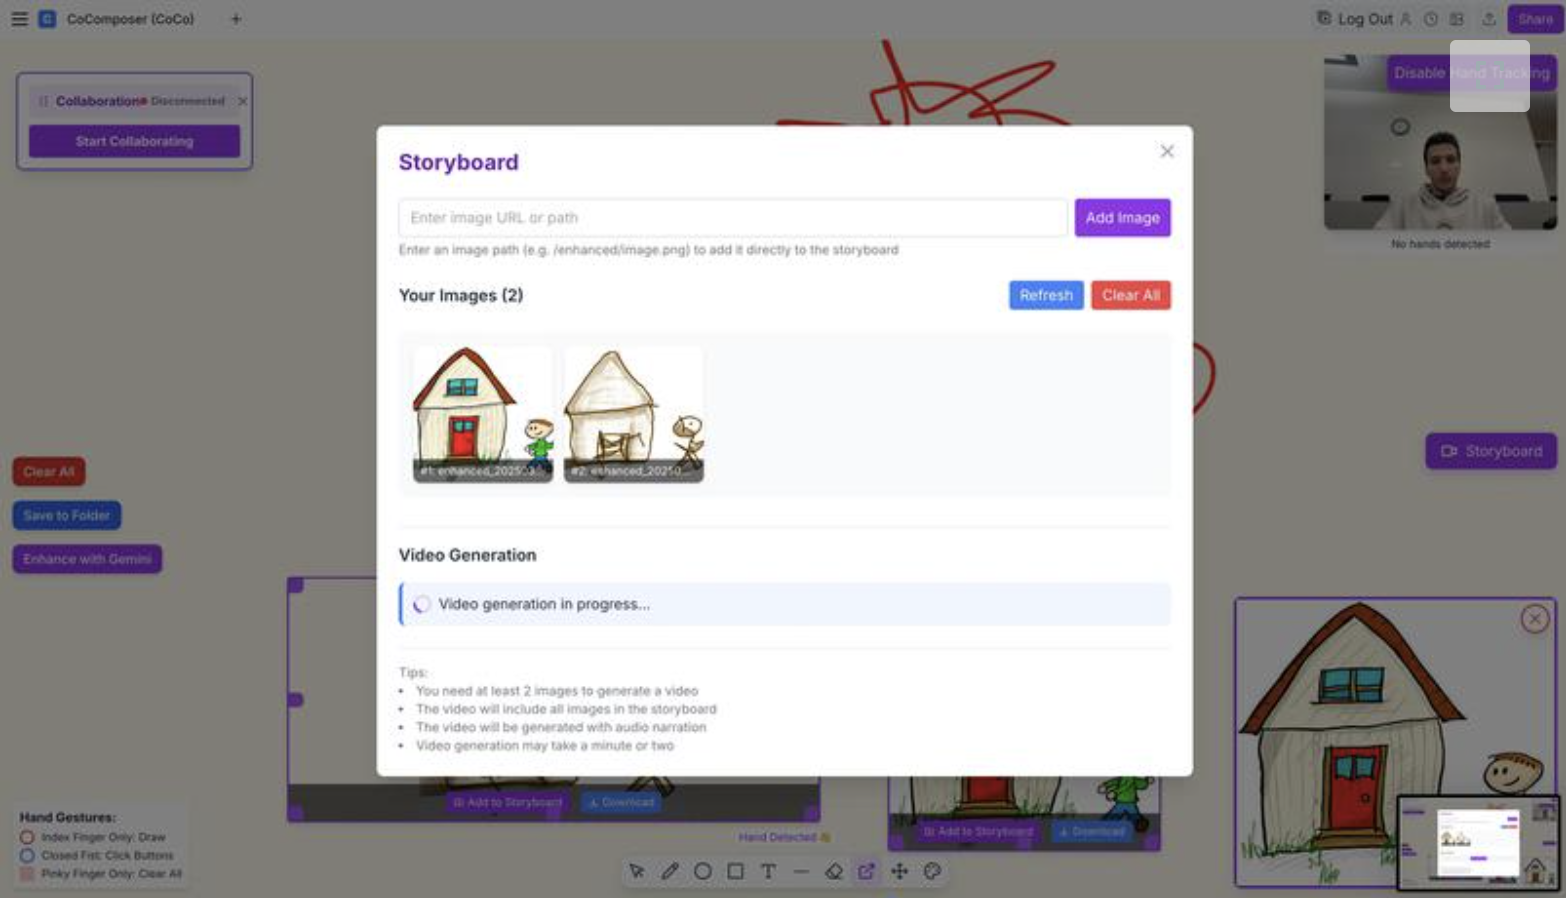 CoComposer (CoCo)
Log Out
Share
Collaboration
Disconnected
Start Collaborating
Disable Hand Tracking
No hands detected
Storyboard
Enter image URL or path
Add Image
Enter an image path (e.g. /enhanced/image.png) to add it directly to the storyboard
Your Images (2)
Refresh
Clear All
#1: enhanced_202503...
#2: enhanced_20250...
Storyboard
Clear All
Save to Folder
Enhance with Gemini
Video Generation
Video generation in progress...
Tips:
• You need at least 2 images to generate a video
• The video will include all images in the storyboard
• The video will be generated with audio narration
• Video generation may take a minute or two
Add to Storyboard
Download
Hand Detected
Add to Storyboard
Download
Hand Gestures:
Index Finger Only: Draw
Closed Fist: Click Buttons
Pinky Finger Only: Clear All
T